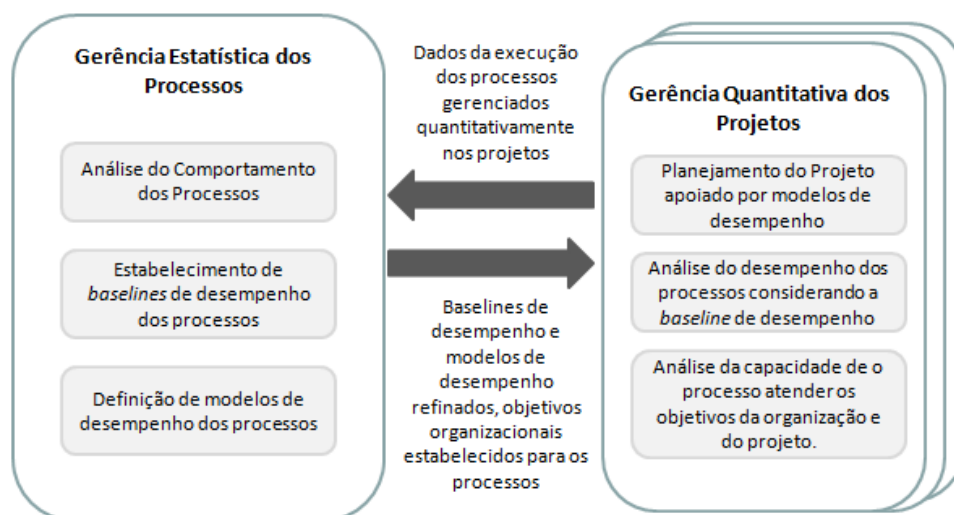 Gerência Estatística dos
Processos
Análise do Comportamento
dos Processos
Estabelecimento de
baselines de desempenho
dos processos
Definição de modelos de
desempenho dos processos
Dados da execução
dos processos
gerenciados
quantitativamente
nos projetos
Baselines de
desempenho e
modelos de
desempenho
refinados, objetivos
organizacionais
estabelecidos para os
processos
Gerência Quantitativa dos
Projetos
Planejamento do Projeto
apoiado por modelos de
desempenho
Análise do desempenho dos
processos considerando a
baseline de desempenho
Análise da capacidade de o
processo atender os
objetivos da organização e
do projeto.